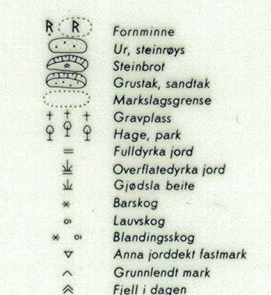 R R Fornminne
Ur, steinrøys
Steinbrot
Grustak, sandtak
Markslagsgrense
Gravplass
Hage, park
Fulldyrka jord
Overflatedyrka jord
Gjødsla beite
Barskog
Lauvskog
Blandingsskog
Anna jorddekt fastmark
Grunnlendt mark
Fjell i dagen